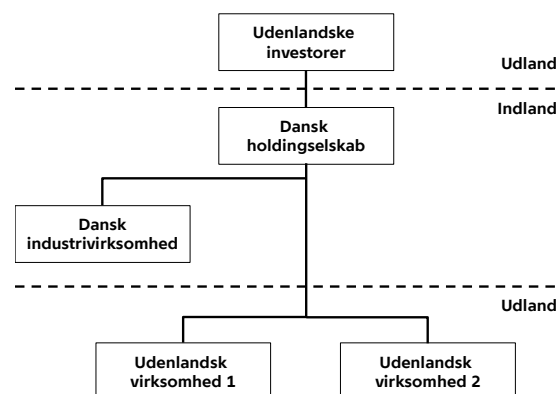 Udenlandske
investorer
Udland
Indland
Dansk
holdingselskab
Dansk
industrivirksomhed
Udland
Udenlandsk
virksomhed 1
Udenlandsk
virksomhed 2